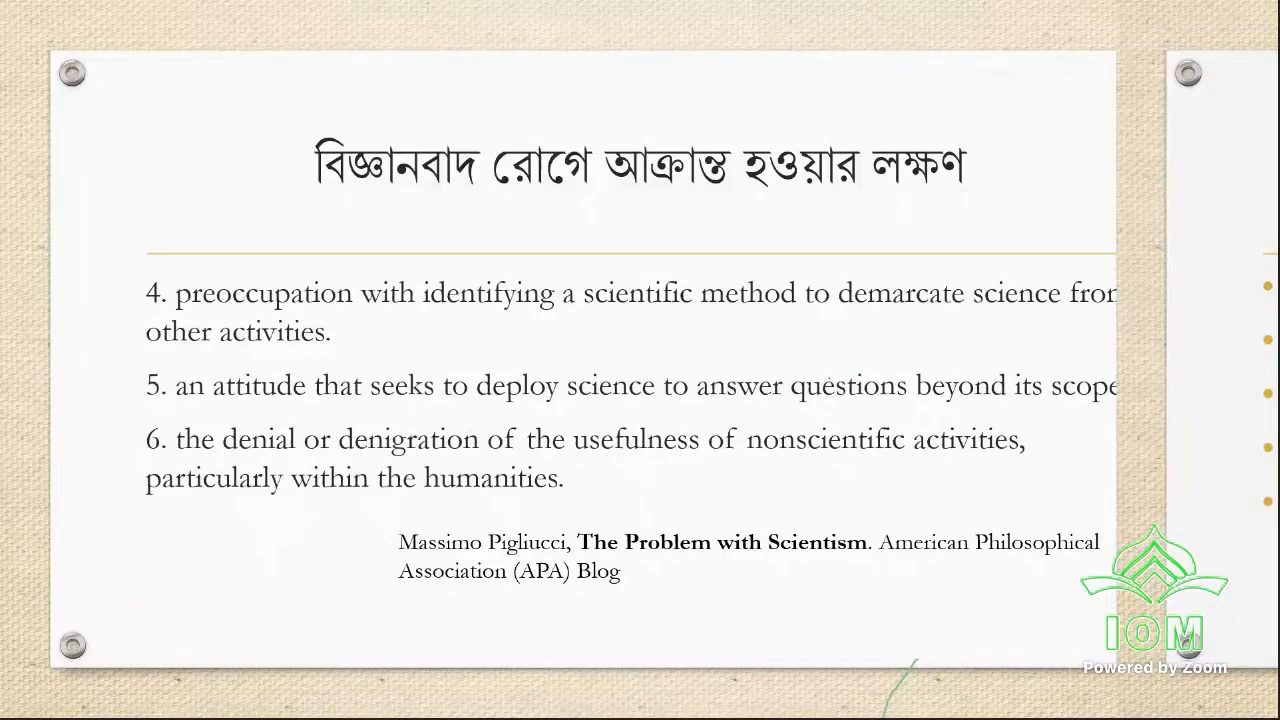 বিজ্ঞানবাদ রোগে আক্রান্ত হওয়ার লক্ষণ
4. preoccupation with identifying a scientific method to demarcate science from
other activities.
5. an attitude that seeks to deploy science to answer questions beyond its scope
6. the denial or denigration of the usefulness of nonscientific activities,
particularly within the humanities.
Massimo Pigliucci, The Problem with Scientism. American Philosophical
Association (APA) Blog
IOM
Powered by Zoom